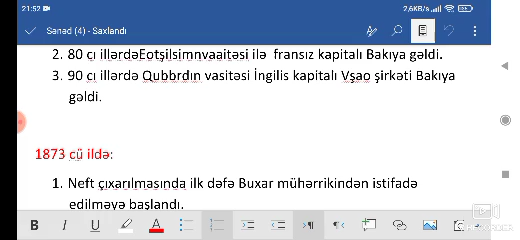 21:52
2,6KB/s
Sənəd (4) - Saxlandı
2. 80 cı illərdəEotşilsimnvaaitəsi ilə fransız kapitalı Bakıya gəldi.
3. 90 cı illərdə Qubbrdın vasitəsi İngilis kapitalı Vşao şirkəti Bakıya
gəldi.
1873 cü ildə:
1. Neft çıxarılmasında ilk dəfə Buxar mühərrikindən istifadə
edilməyə başlandı.
B I U A